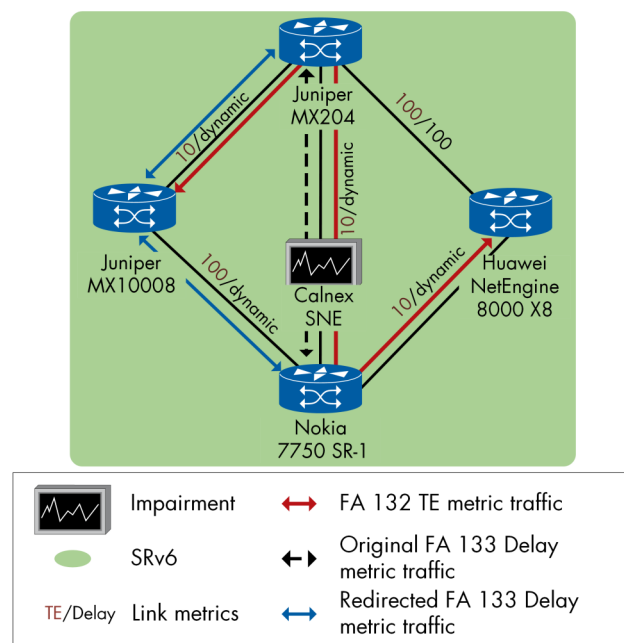 Juniper
MX204
10/dynamic
100/100
10/dynamic
Juniper
MX10008
100/dynamic
Calnex
SNE
10/dynamic
Huawei
NetEngine
8000 X8
Nokia
7750 SR-1
Impairment
FA 132 TE metric traffic
SRv6
Original FA 133 Delay
metric traffic
TE/Delay
Link metrics
Redirected FA 133 Delay
metric traffic